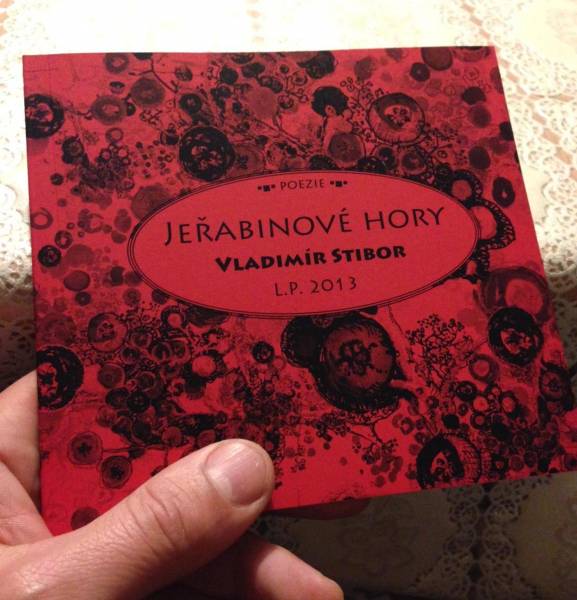 POEZIE
JEŘABINOVÉ HORY
VLADIMÍR STIBOR
L.P. 2013